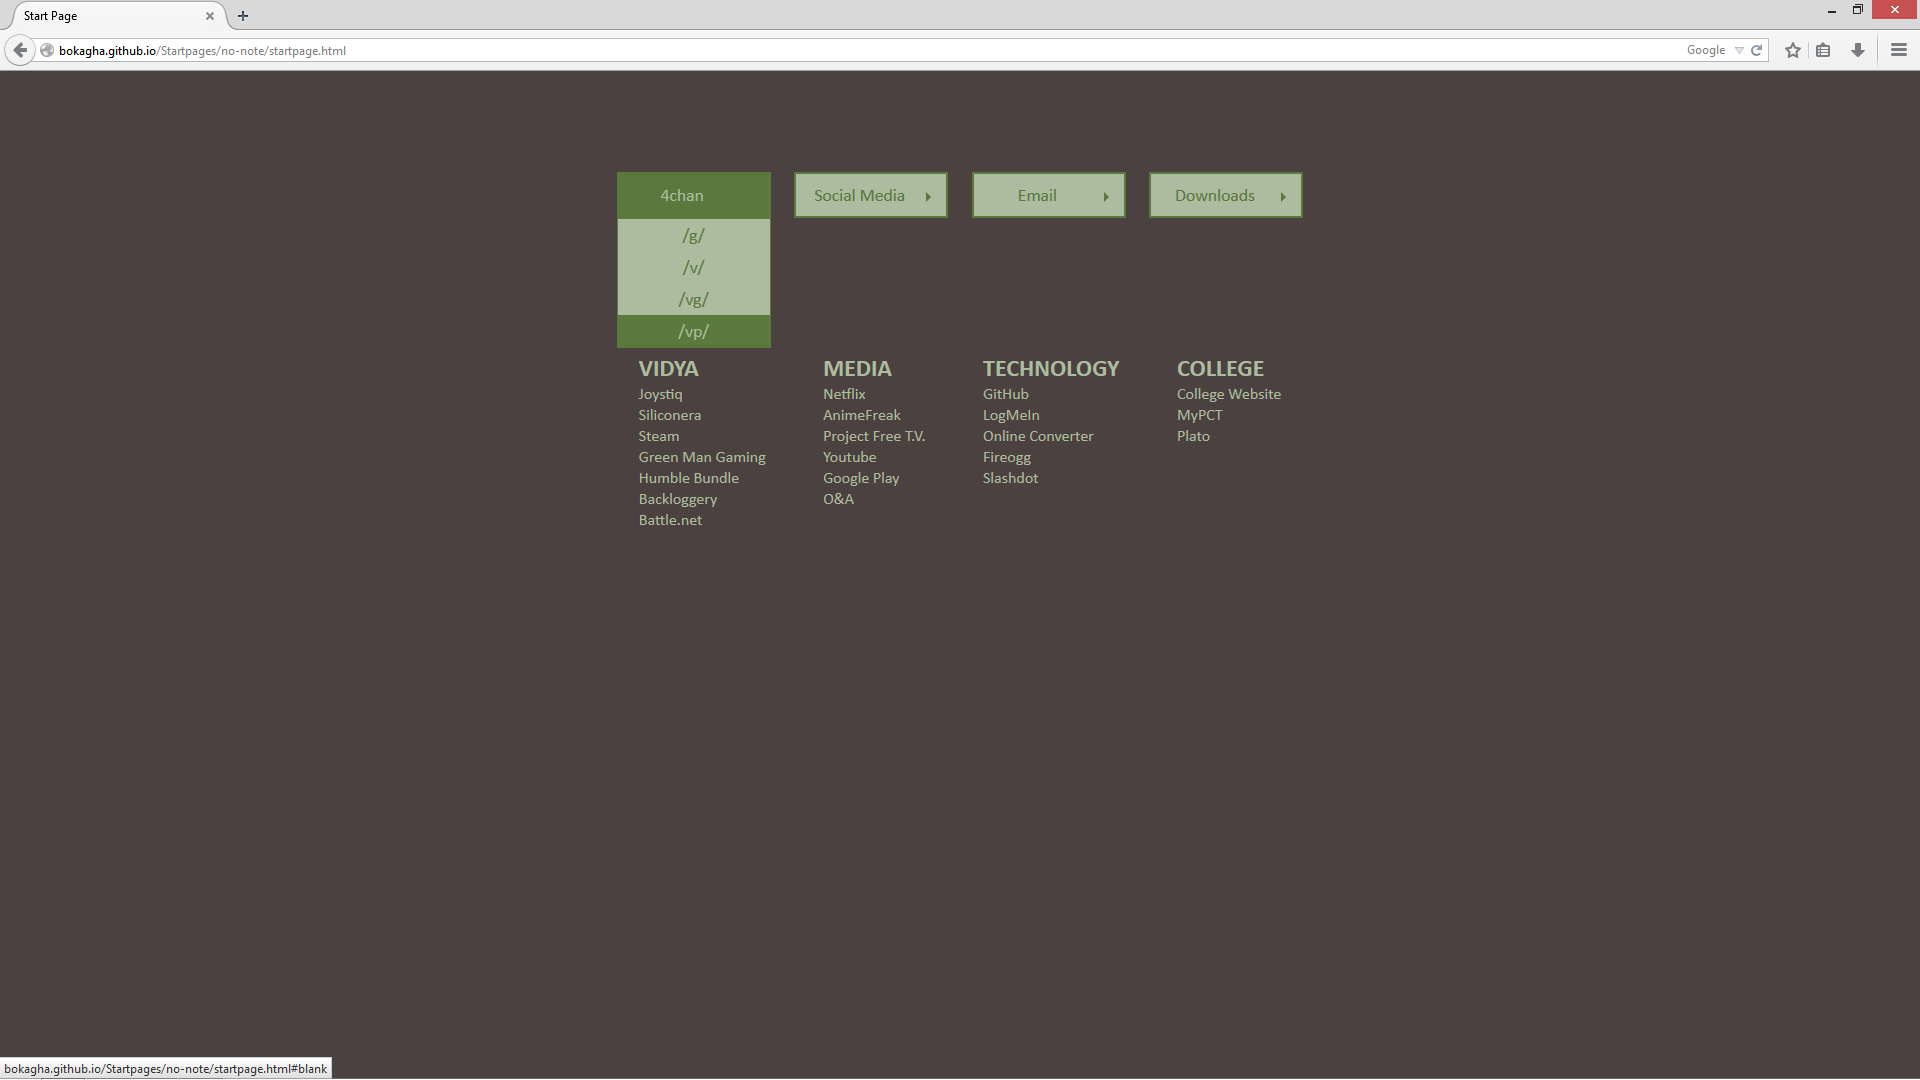 Start Page
bokagha.github.io/Startpages/no-note/startpage.html
Google
4chan
Social Media
Email
Downloads
/g/
/v/
/vg/
/vp/
VIDYA
Joystiq
Siliconera
Steam
Green Man Gaming
Humble Bundle
Backloggery
Battle.net
MEDIA
Netflix
AnimeFreak
Project Free T.V.
Youtube
Google Play
O&A
TECHNOLOGY
GitHub
LogMeIn
Online Converter
Fireogg
Slashdot
COLLEGE
College Website
MyPCT
Plato
bokagha.github.io/Startpages/no-note/startpage.html#blank